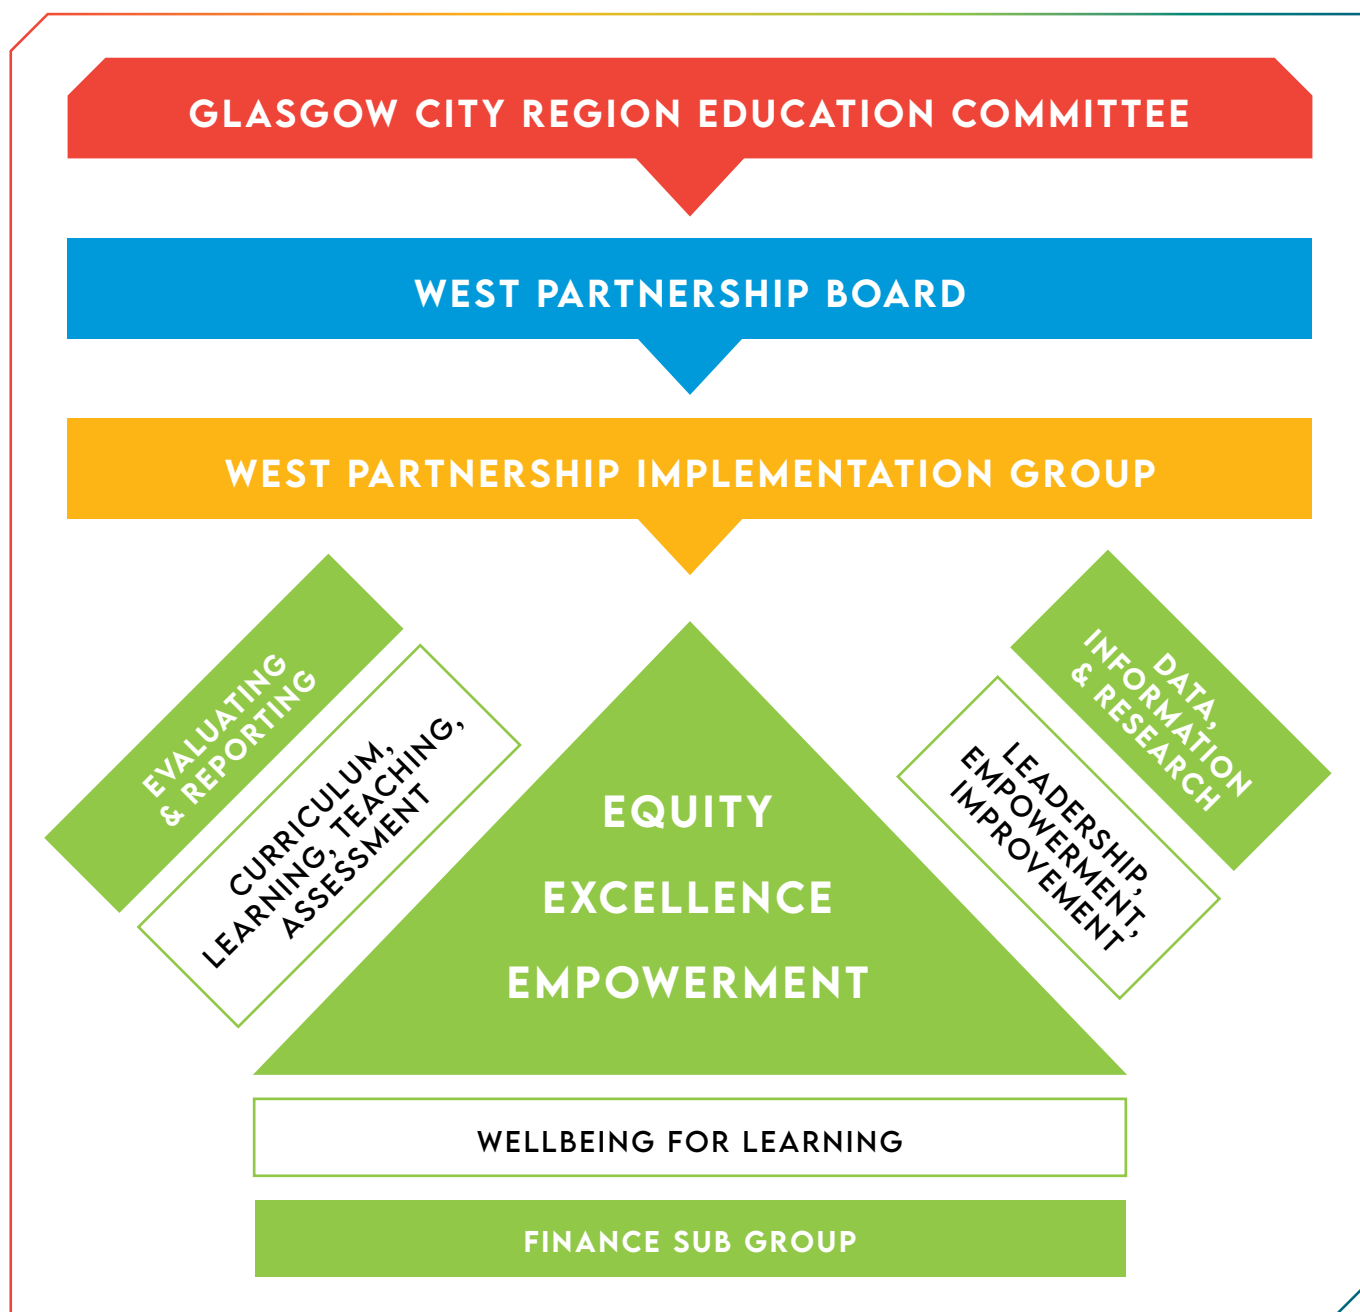 GLASGOW CITY REGION EDUCATION COMMITTEE
WEST PARTNERSHIP BOARD
WEST PARTNERSHIP IMPLEMENTATION GROUP
EVALUATING
& REPORTING
CURRICULUM,
LEARNING, TEACHING,
ASSESSMENT
EQUITY
EXCELLENCE
EMPOWERMENT
LEADERSHIP,
EMPOWERMENT,
IMPROVEMENT
DATA,
INFORMATION
& RESEARCH
WELLBEING FOR LEARNING
FINANCE SUB GROUP